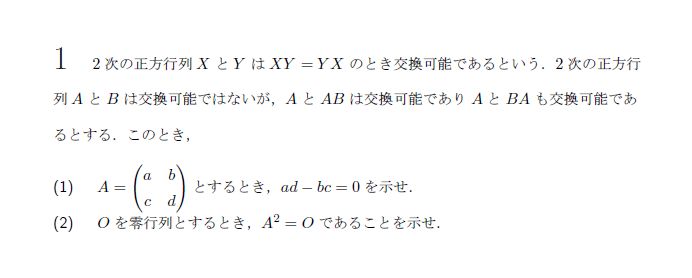 1 2 次の正方行列 X と Y は XY = Y X のとき交換可能であるという．2 次の正方行
列 A と B は交換可能ではないが，A と AB は交換可能であり A と BA も交換可能であ
るとする．このとき，
(1) A = \begin{pmatrix} a & b \\ c & d \end{pmatrix} とするとき，ad − bc = 0 を示せ．
(2) O を零行列とするとき，A² = O であることを示せ．